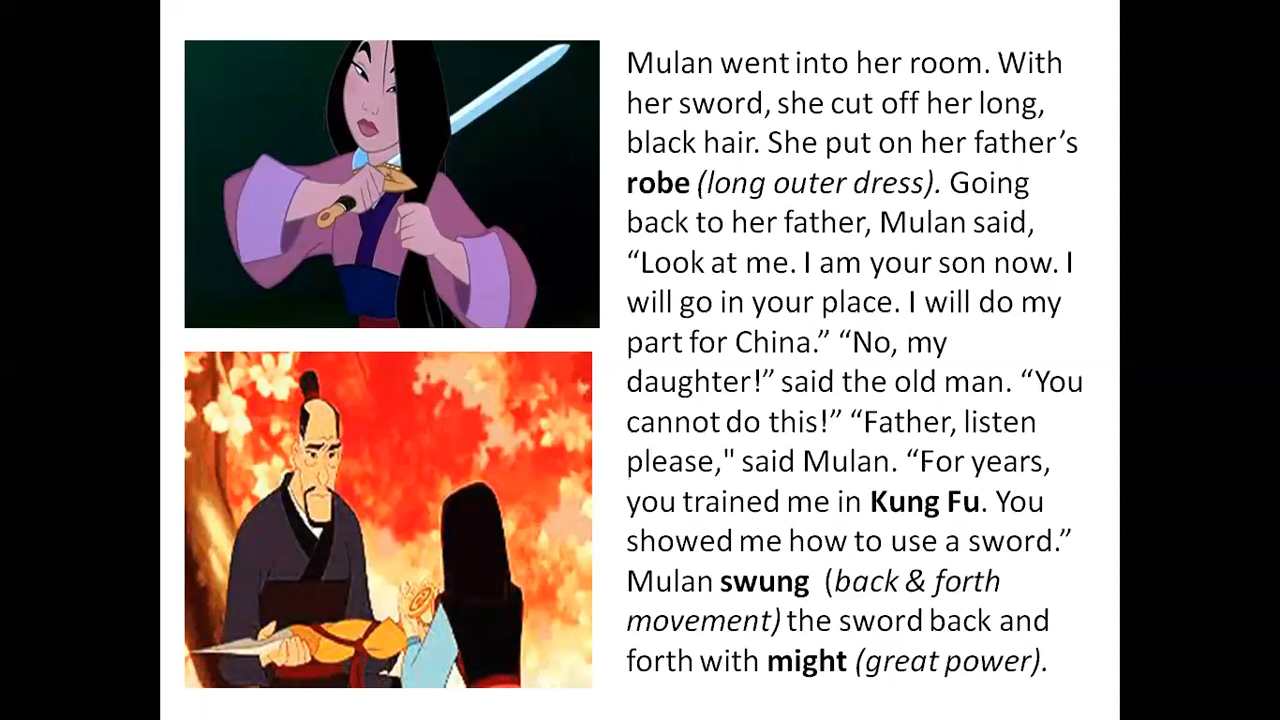 Mulan went into her room. With
her sword, she cut off her long,
black hair. She put on her father’s
robe (long outer dress). Going
back to her father, Mulan said,
“Look at me. I am your son now. I
will go in your place. I will do my
part for China.” “No, my
daughter!” said the old man. “You
cannot do this!” “Father, listen
please," said Mulan. “For years,
you trained me in Kung Fu. You
showed me how to use a sword.”
Mulan swung (back & forth
movement) the sword back and
forth with might (great power).